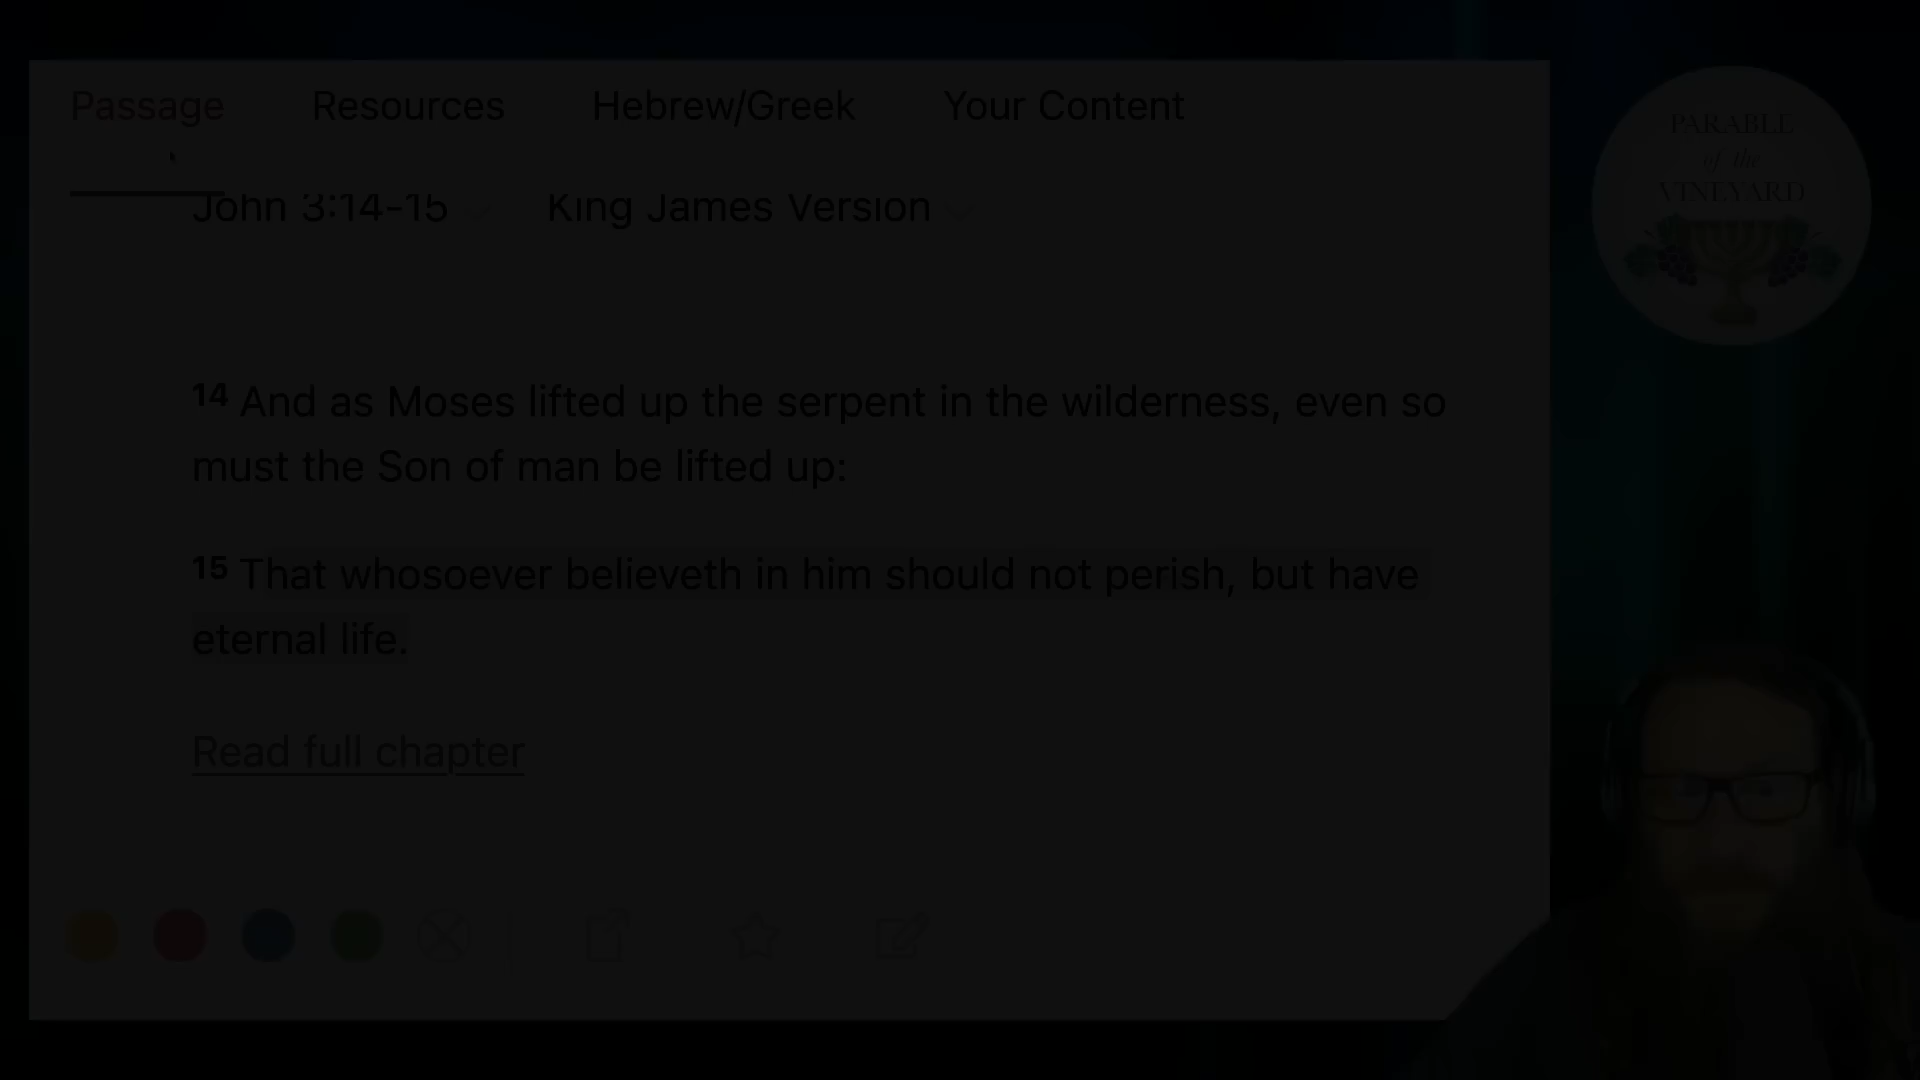 Passage Resources Hebrew/Greek Your Content
PARABLE
of the
VINEYARD
John 3:14-15 King James Version
14 And as Moses lifted up the serpent in the wilderness, even so
must the Son of man be lifted up:
15 That whosoever believeth in him should not perish, but have
eternal life.
Read full chapter